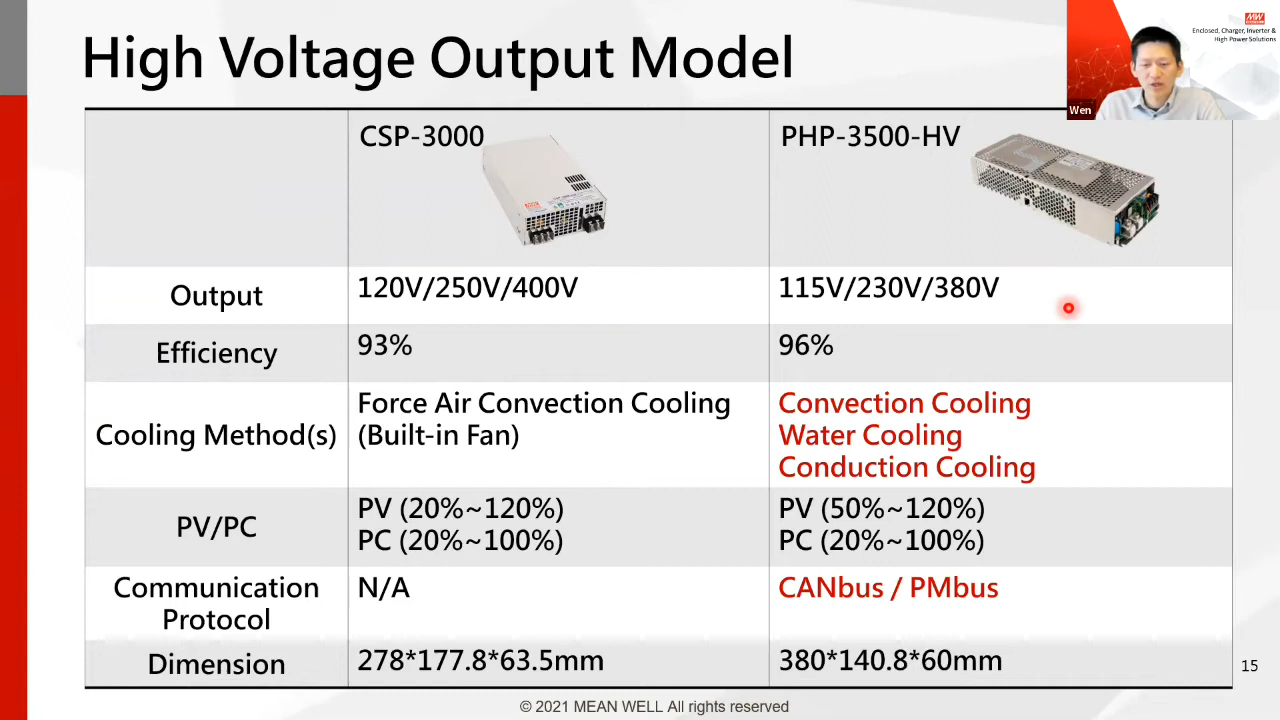 High Voltage Output Model
MW
Enclosed, Charger, Inverter &
High Power Solutions
Wen
CSP-3000
PHP-3500-HV
Output
120V/250V/400V
115V/230V/380V
Efficiency
93%
96%
Cooling Method(s)
Force Air Convection Cooling
(Built-in Fan)
Convection Cooling
Water Cooling
Conduction Cooling
PV/PC
PV (20%~120%)
PC (20%~100%)
PV (50%~120%)
PC (20%~100%)
Communication
Protocol
N/A
CANbus / PMbus
Dimension
278*177.8*63.5mm
380*140.8*60mm
15
© 2021 MEAN WELL All rights reserved